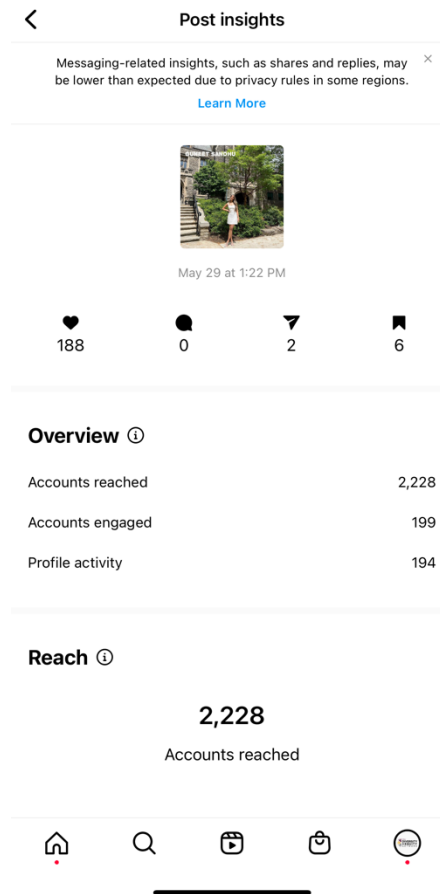 Post insights
Messaging-related insights, such as shares and replies, may
be lower than expected due to privacy rules in some regions.
Learn More
SANDHU
May 29 at 1:22 PM
188
0
2
6
Overview
Accounts reached
2,228
Accounts engaged
199
Profile activity
194
Reach
2,228
Accounts reached